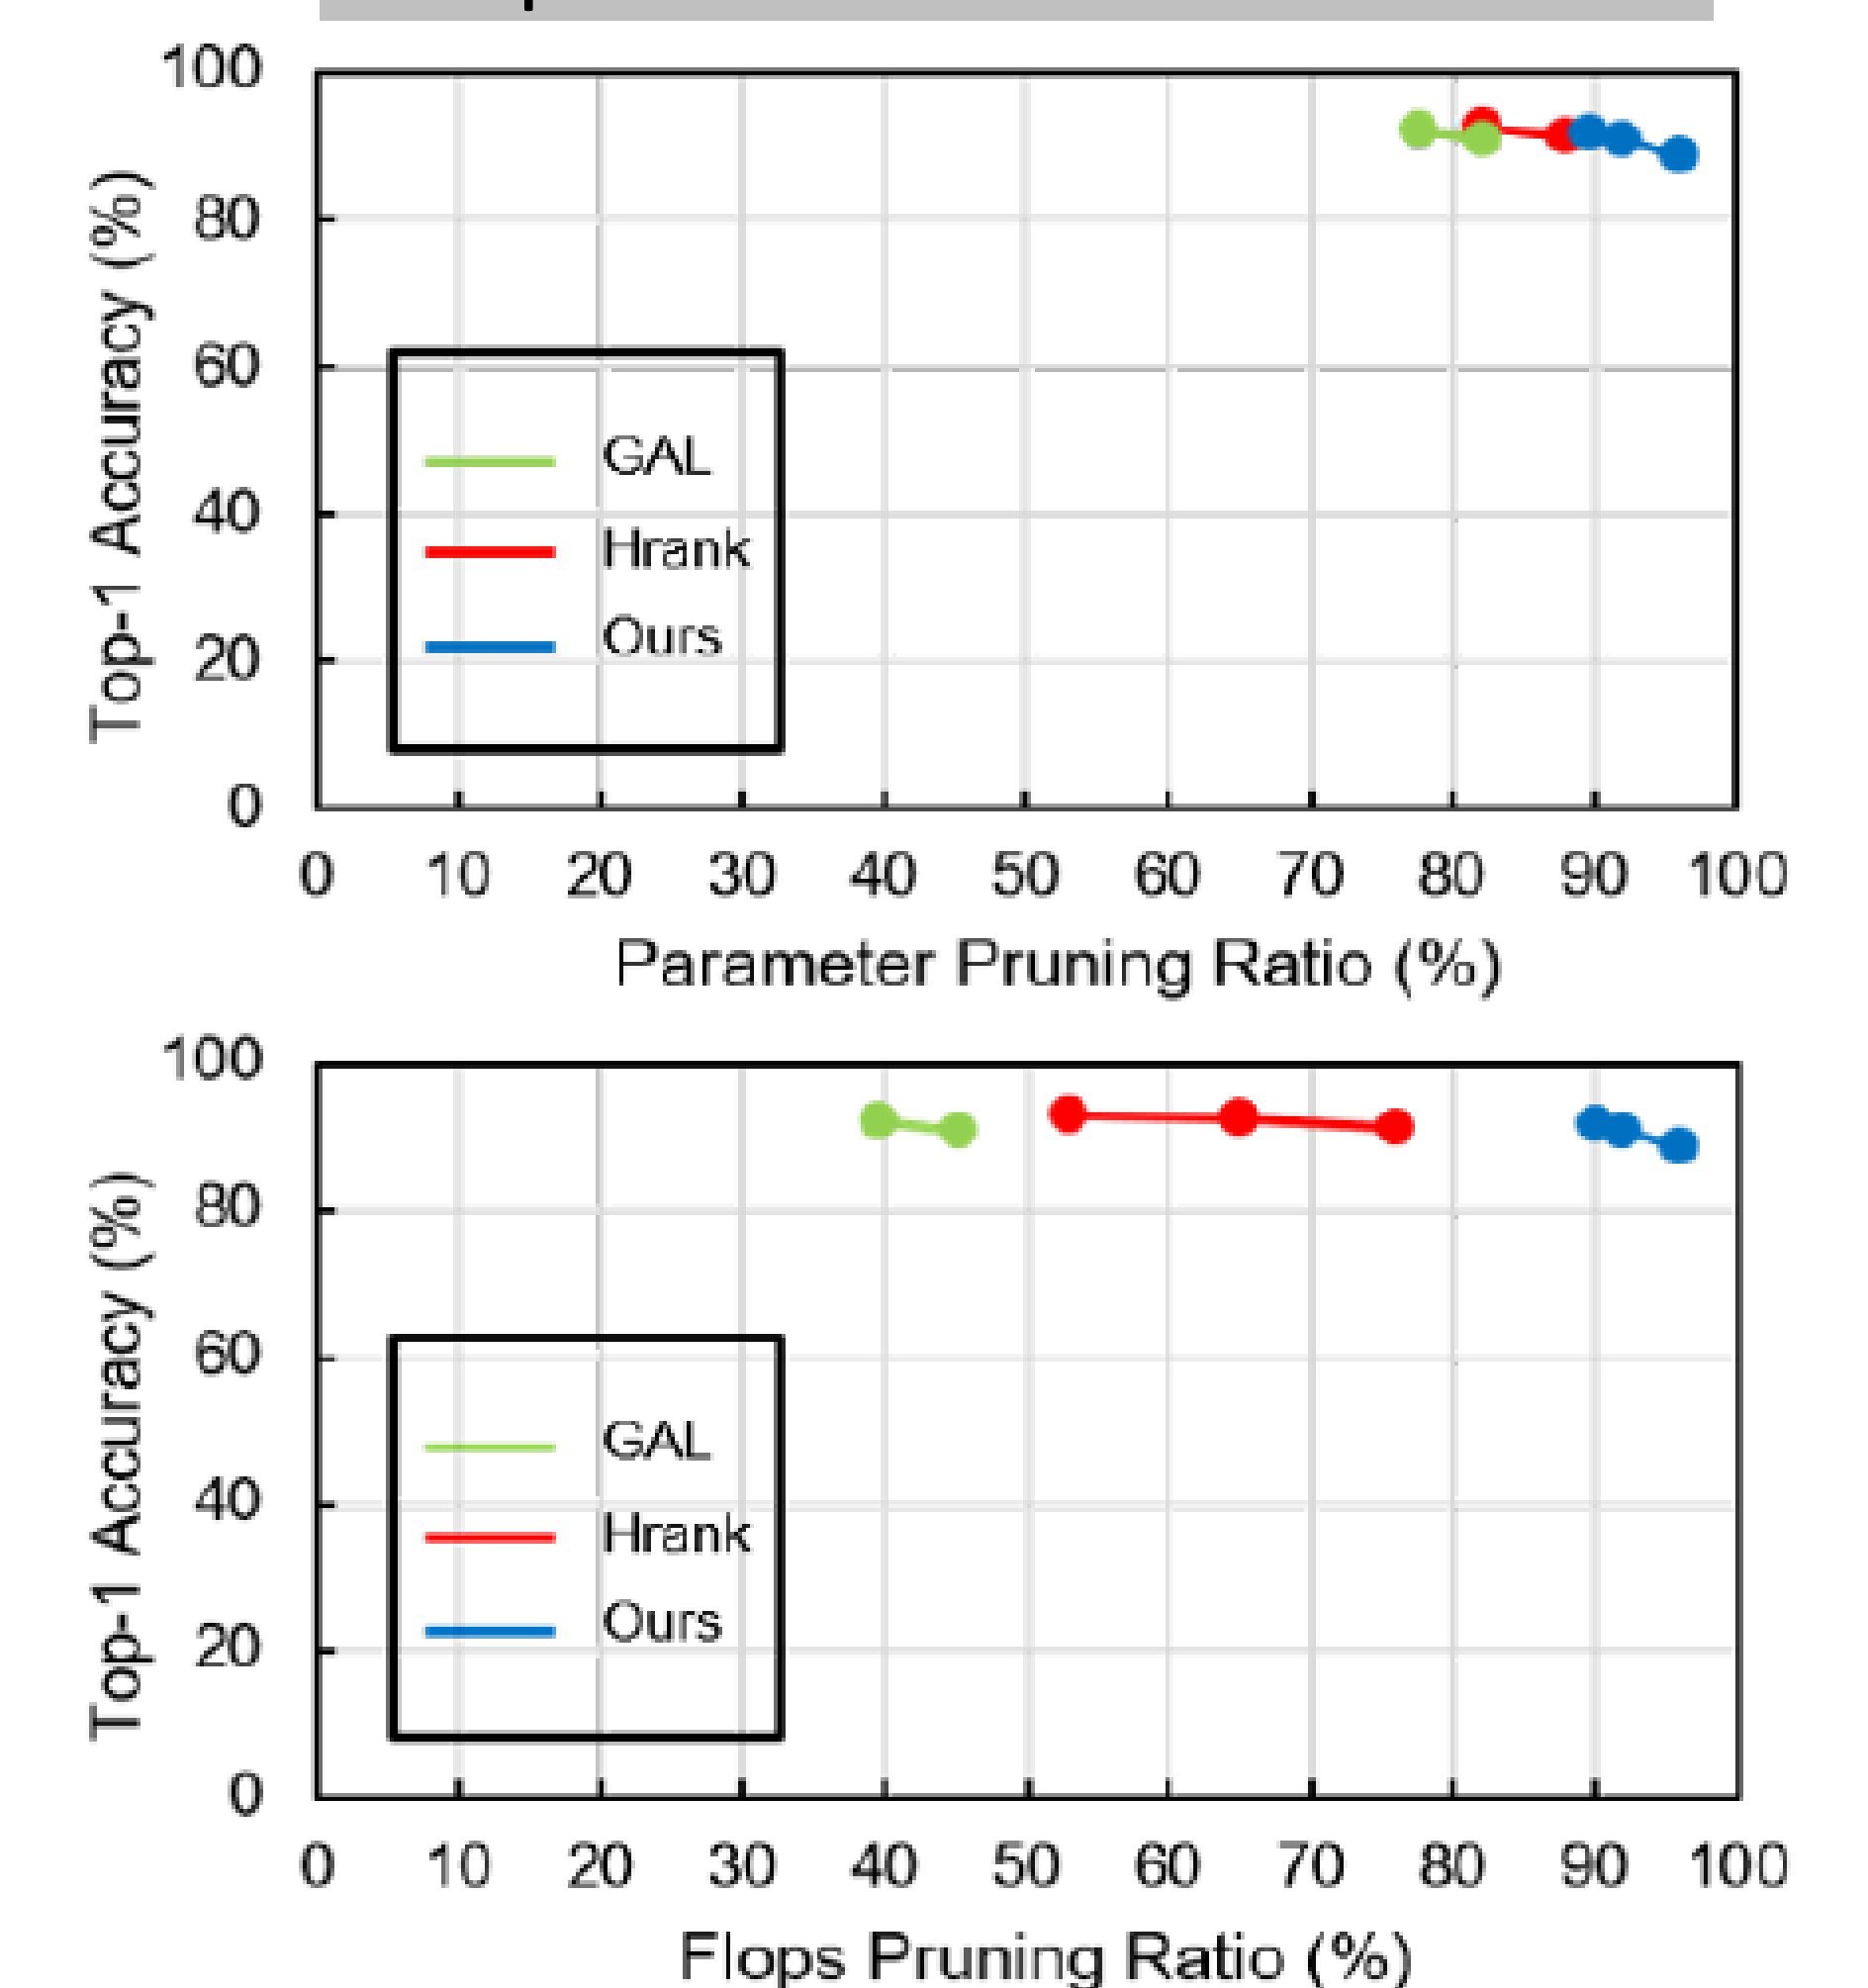 100
80
60
40
20
0
Top-1 Accuracy (%)
GAL
Hrank
Ours
0 10 20 30 40 50 60 70 80 90 100
Parameter Pruning Ratio (%)
100
80
60
40
20
0
Top-1 Accuracy (%)
GAL
Hrank
Ours
0 10 20 30 40 50 60 70 80 90 100
Flops Pruning Ratio (%)